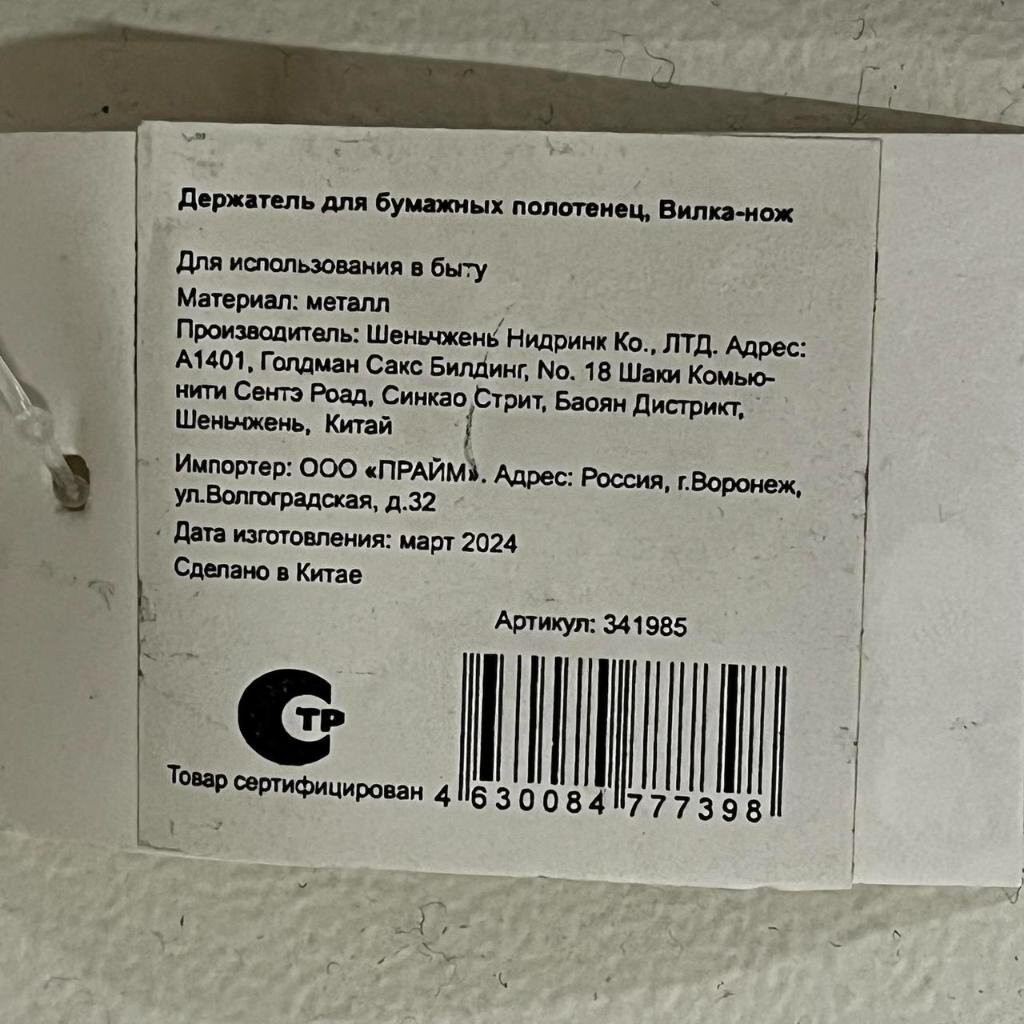 Держатель для бумажных полотенец, Вилка-нож
Для использования в быту
Материал: металл
Производитель: Шеньчжень Нидринк Ко., ЛТД. Адрес:
А1401, Голдман Сакс Билдинг, No. 18 Шаки Комью-
нити Сентэ Роад, Синкао Стрит, Баоян Дистрикт,
Шеньчжень, Китай
Импортер: ООО «ПРАЙМ». Адрес: Россия, г.Воронеж,
ул.Волгоградская, д.32
Дата изготовления: март 2024
Сделано в Китае
Артикул: 341985
СТР
Товар сертифицирован
4 630084 777398